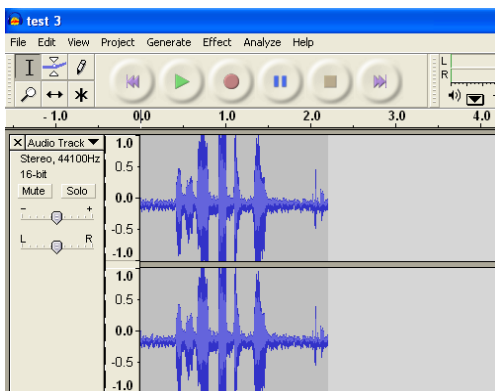 test 3
File Edit View Project Generate Effect Analyze Help
L
R
- 1.0 0.0 1.0 2.0 3.0 4.0
X Audio Track
Stereo, 44100Hz
16-bit
Mute Solo
- +
L R
1.0
0.5
0.0
-0.5
-1.0
1.0
0.5
0.0
-0.5
-1.0